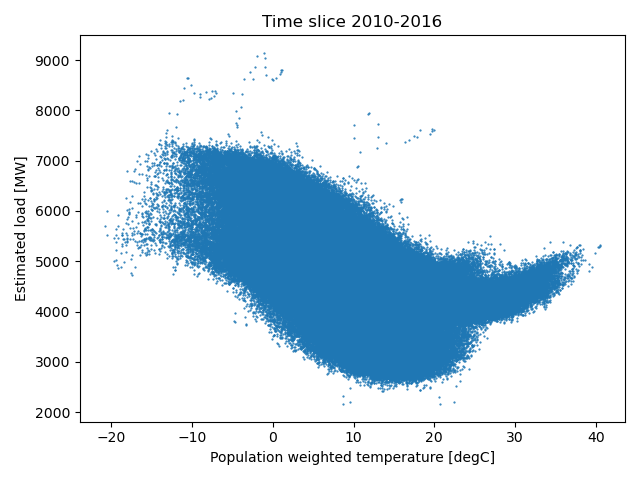 Time slice 2010-2016
9000
8000
7000
6000
5000
4000
3000
2000
Estimated load [MW]
−20 −10 0 10 20 30 40
Population weighted temperature [degC]